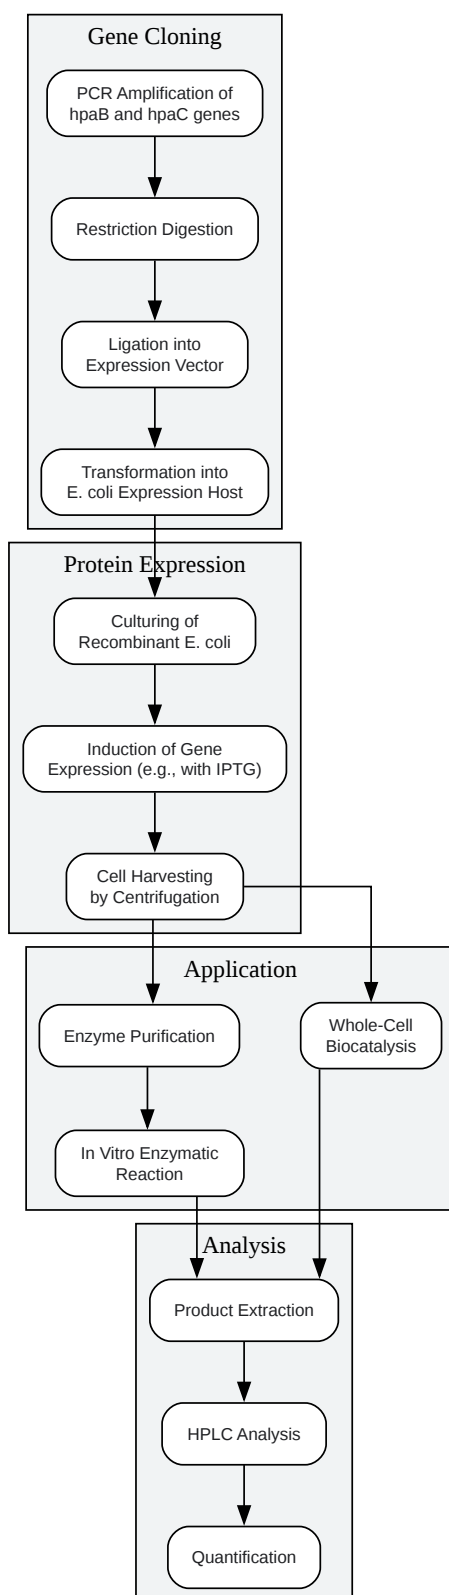 Gene Cloning
PCR Amplification of
hpaB and hpaC genes
Restriction Digestion
Ligation into
Expression Vector
Transformation into
E. coli Expression Host
Protein Expression
Culturing of
Recombinant E. coli
Induction of Gene
Expression (e.g., with IPTG)
Cell Harvesting
by Centrifugation
Application
Enzyme Purification
Whole-Cell
Biocatalysis
In Vitro Enzymatic
Reaction
Analysis
Product Extraction
HPLC Analysis
Quantification